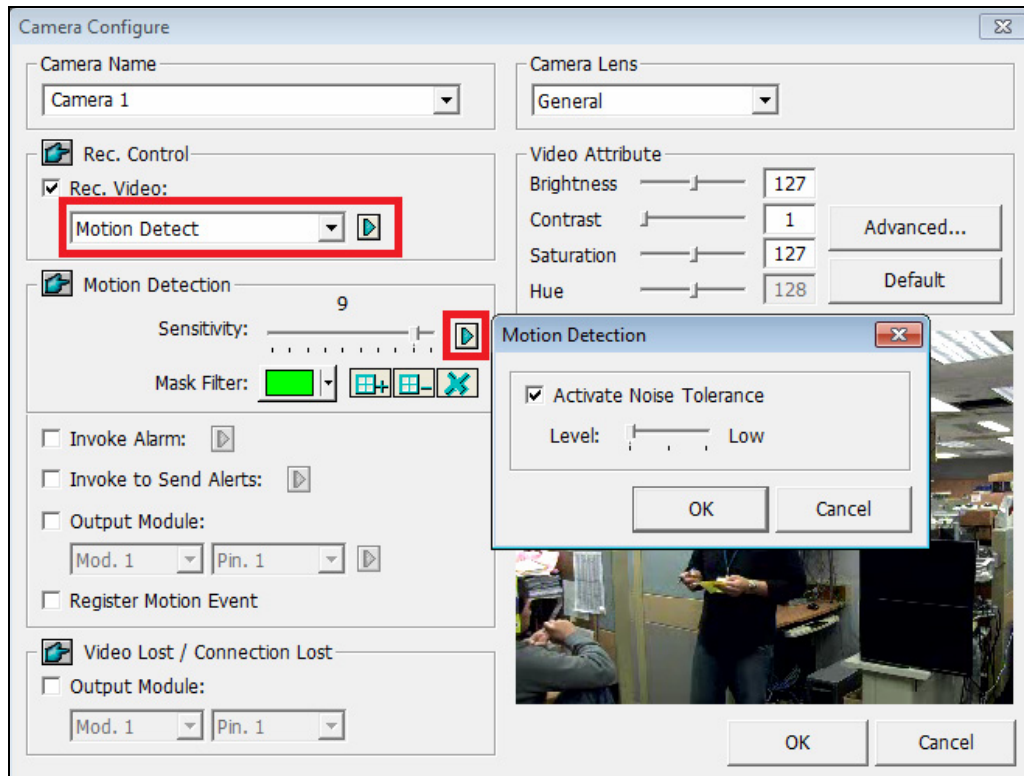 Camera Configure
Camera Name
Camera 1
Rec. Control
Rec. Video:
Motion Detect
Motion Detection
9
Sensitivity:
Mask Filter:
Invoke Alarm:
Invoke to Send Alerts:
Output Module:
Mod. 1 Pin. 1
Register Motion Event
Video Lost / Connection Lost
Output Module:
Mod. 1 Pin. 1
Camera Lens
General
Video Attribute
Brightness 127
Contrast 1
Saturation 127
Hue 128
Advanced...
Default
Motion Detection
Activate Noise Tolerance
Level: Low
OK Cancel
OK Cancel